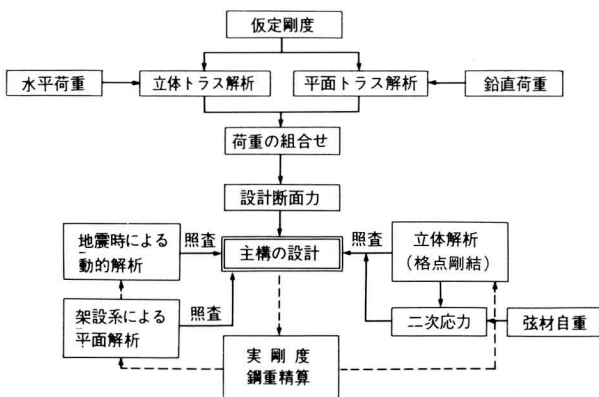 仮定剛度
水平荷重
立体トラス解析
平面トラス解析
鉛直荷重
荷重の組合せ
設計断面力
地震時による
動的解析
照査
主構の設計
照査
立体解析
(格点剛結)
架設系による
平面解析
照査
二次応力
弦材自重
実剛度
鋼重精算